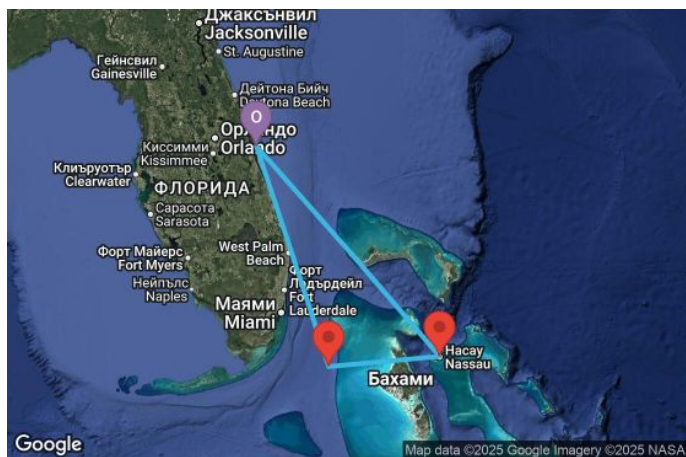 Джаксънвил
Jacksonville
St. Augustine
Гейнсвил
Gainesville
Дейтона Бийч
Daytona Beach
O
Орландо
Orlando
Киссимми
Kissimmee
Клиъруотър
Clearwater
ФЛОРИДА
Сарасота
Sarasota
Форт Майерс
Fort Myers
West Palm
Beach
Нейпълс
Naples
Форт
Лодърдейл
Fort
Lauderdale
Маями
Miami
Насау
Nassau
Бахами
Google
Map data ©2025 Google Imagery ©2025 NASA